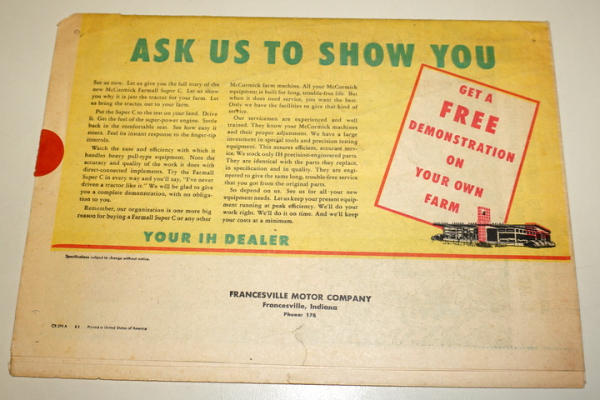 ASK US TO SHOW YOU
See us now. Let us give you the full story of the
new McCormick Farmall Super C. Let us show
you why it is just the tractor for your farm. Let
us bring the tractor out to your farm.
Put the Super C to the test on your land. Drive
it. Get the feel of the super-power engine. Settle
back in the comfortable seat. See how easy it
steers. Feel its instant response to the finger-tip
controls.
Watch the ease and efficiency with which it
handles heavy pull-type equipment. Note the
accuracy and quality of the work it does with
direct-connected implements. Try the Farmall
Super C in every way and you'll say, "I've never
driven a tractor like it." We will be glad to give
you a complete demonstration, with no obliga-
tion to you.
Remember, our organization is one more big
reason for buying a Farmall Super C or any other
McCormick farm machine. All your McCormick
equipment is built for long, trouble-free life. But
when it does need service, you want the best.
Only we have the facilities to give that kind of
service.
Our servicemen are experienced and well
trained. They know your McCormick machines
and their proper adjustment. We have a large
investment in special tools and precision testing
equipment. This assures efficient, accurate serv-
ice. We stock only IH precision-engineered parts.
They are identical with the parts they replace,
in specification and in quality. They are engi-
neered to give the same long, trouble-free service
that you got from the original parts.
So depend on us. See us for all your new
equipment needs. Let us keep your present equip-
ment running at peak efficiency. We'll do your
work right. We'll do it on time. And we'll keep
your costs at a minimum.
GET A
FREE
DEMONSTRATION
ON
YOUR OWN
FARM
YOUR IH DEALER
Specifications subject to change without notice.
FRANCESVILLE MOTOR COMPANY
Francesville, Indiana
Phone: 178
Printed in United States of America